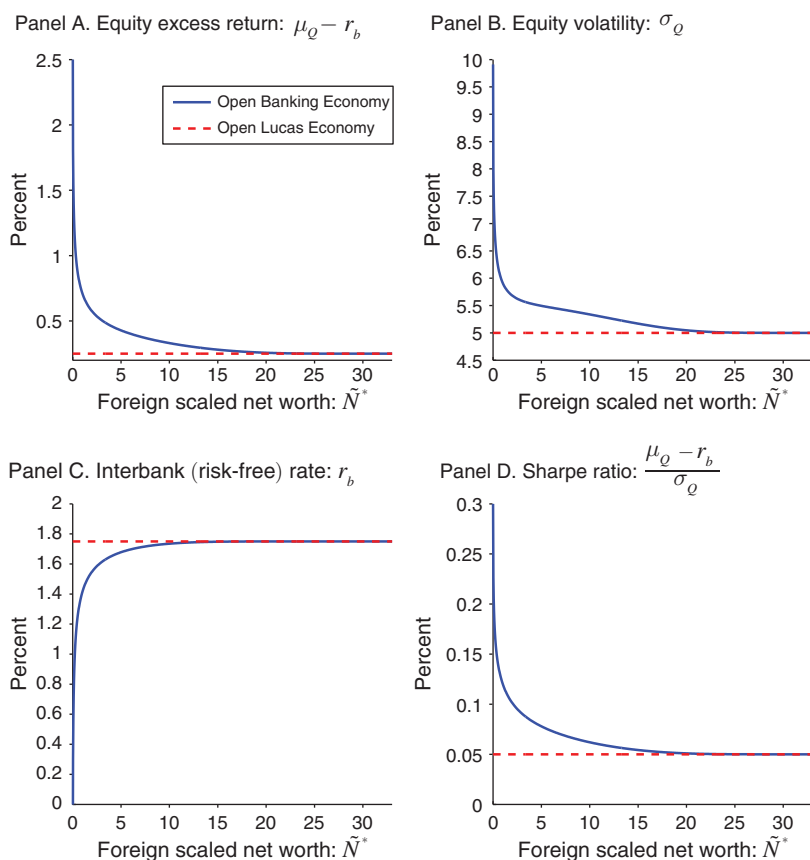 Panel A. Equity excess return: μ_Q − r_b
2.5
2
1.5
1
0.5
Percent
0 5 10 15 20 25 30
Foreign scaled net worth: Ñ*
Open Banking Economy
Open Lucas Economy
Panel B. Equity volatility: σ_Q
10
9.5
9
8.5
8
7.5
7
6.5
6
5.5
5
4.5
Percent
0 5 10 15 20 25 30
Foreign scaled net worth: Ñ*
Panel C. Interbank (risk-free) rate: r_b
2
1.8
1.6
1.4
1.2
1
0.8
0.6
0.4
0.2
0
Percent
0 5 10 15 20 25 30
Foreign scaled net worth: Ñ*
Panel D. Sharpe ratio: (μ_Q − r_b) / σ_Q
0.3
0.25
0.2
0.15
0.1
0.05
0
Percent
0 5 10 15 20 25 30
Foreign scaled net worth: Ñ*